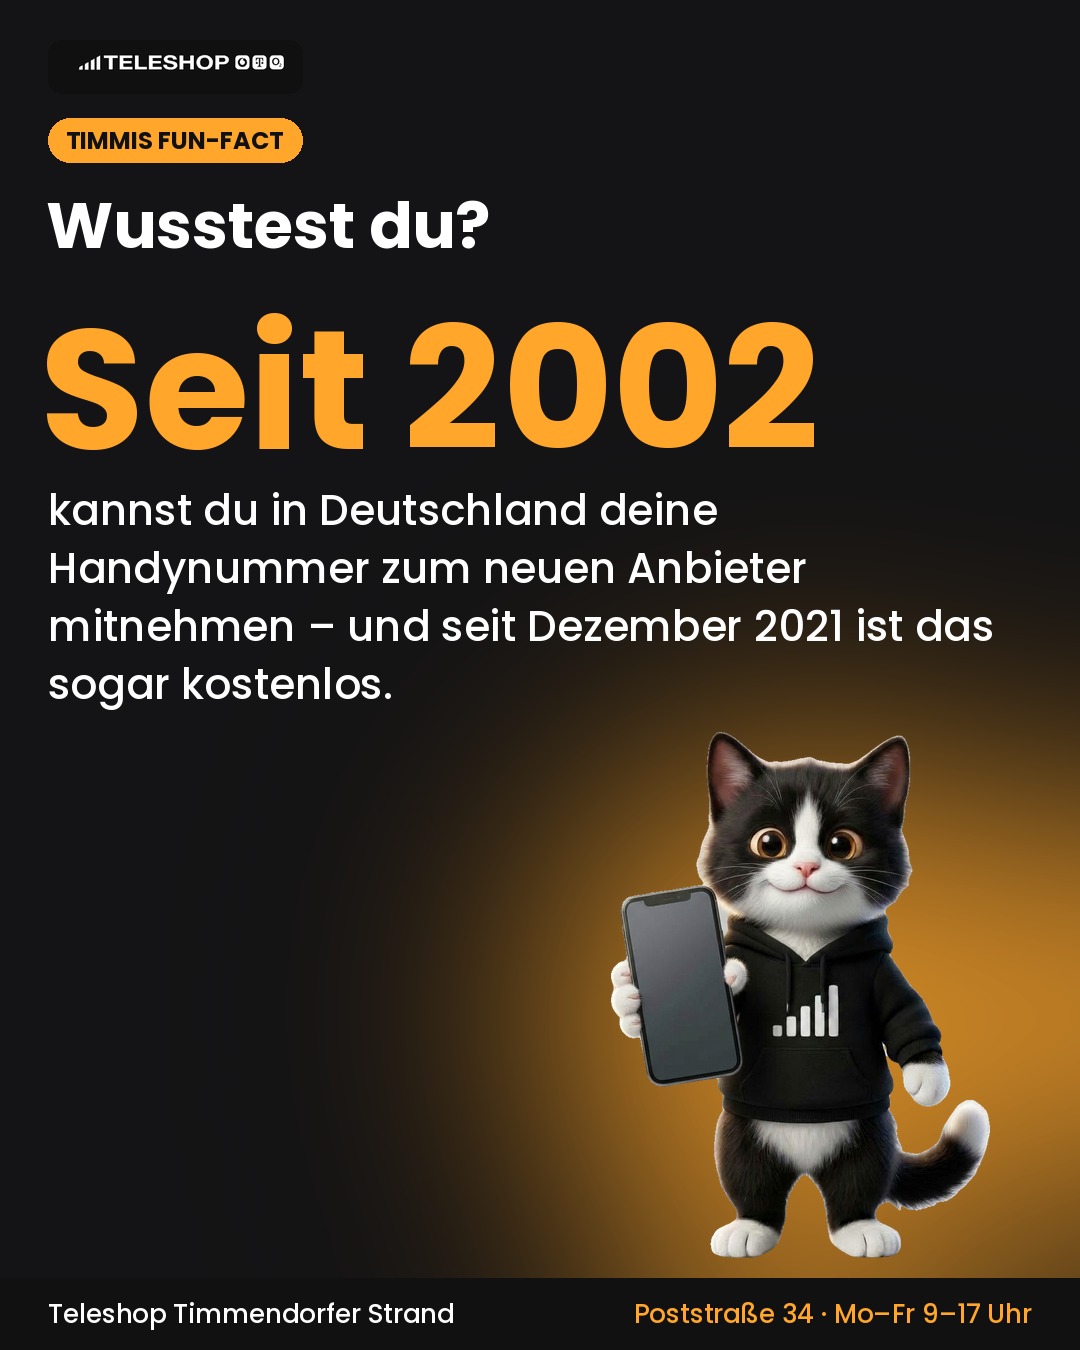 TELESHOP
TIMMIS FUN-FACT
Wusstest du?
Seit 2002
kannst du in Deutschland deine
Handynummer zum neuen Anbieter
mitnehmen – und seit Dezember 2021 ist das
sogar kostenlos.
Teleshop Timmendorfer Strand
Poststraße 34 · Mo–Fr 9–17 Uhr